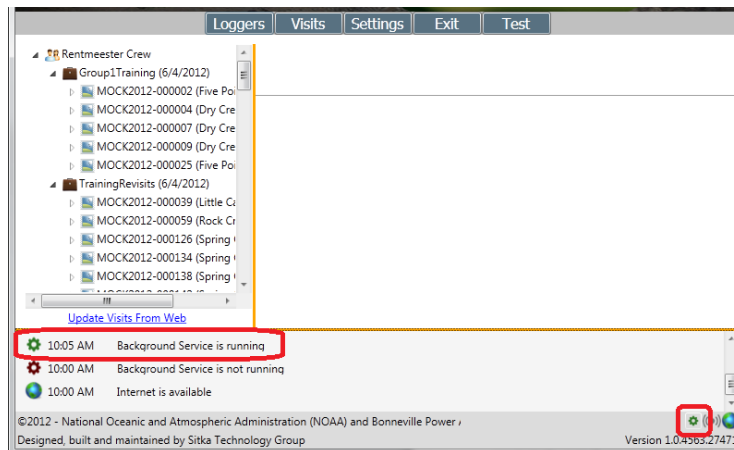 Loggers Visits Settings Exit Test
Rentmeester Crew
Group1Training (6/4/2012)
MOCK2012-000002 (Five Poi
MOCK2012-000004 (Dry Cre
MOCK2012-000007 (Dry Cre
MOCK2012-000009 (Dry Cre
MOCK2012-000025 (Five Poi
TrainingRevisits (6/4/2012)
MOCK2012-000039 (Little Ca
MOCK2012-000059 (Rock Cr
MOCK2012-000126 (Spring
MOCK2012-000134 (Spring
MOCK2012-000138 (Spring
Update Visits From Web
10:05 AM Background Service is running
10:00 AM Background Service is not running
10:00 AM Internet is available
©2012 - National Oceanic and Atmospheric Administration (NOAA) and Bonneville Power
Designed, built and maintained by Sitka Technology Group Version 1.0.4563.27471